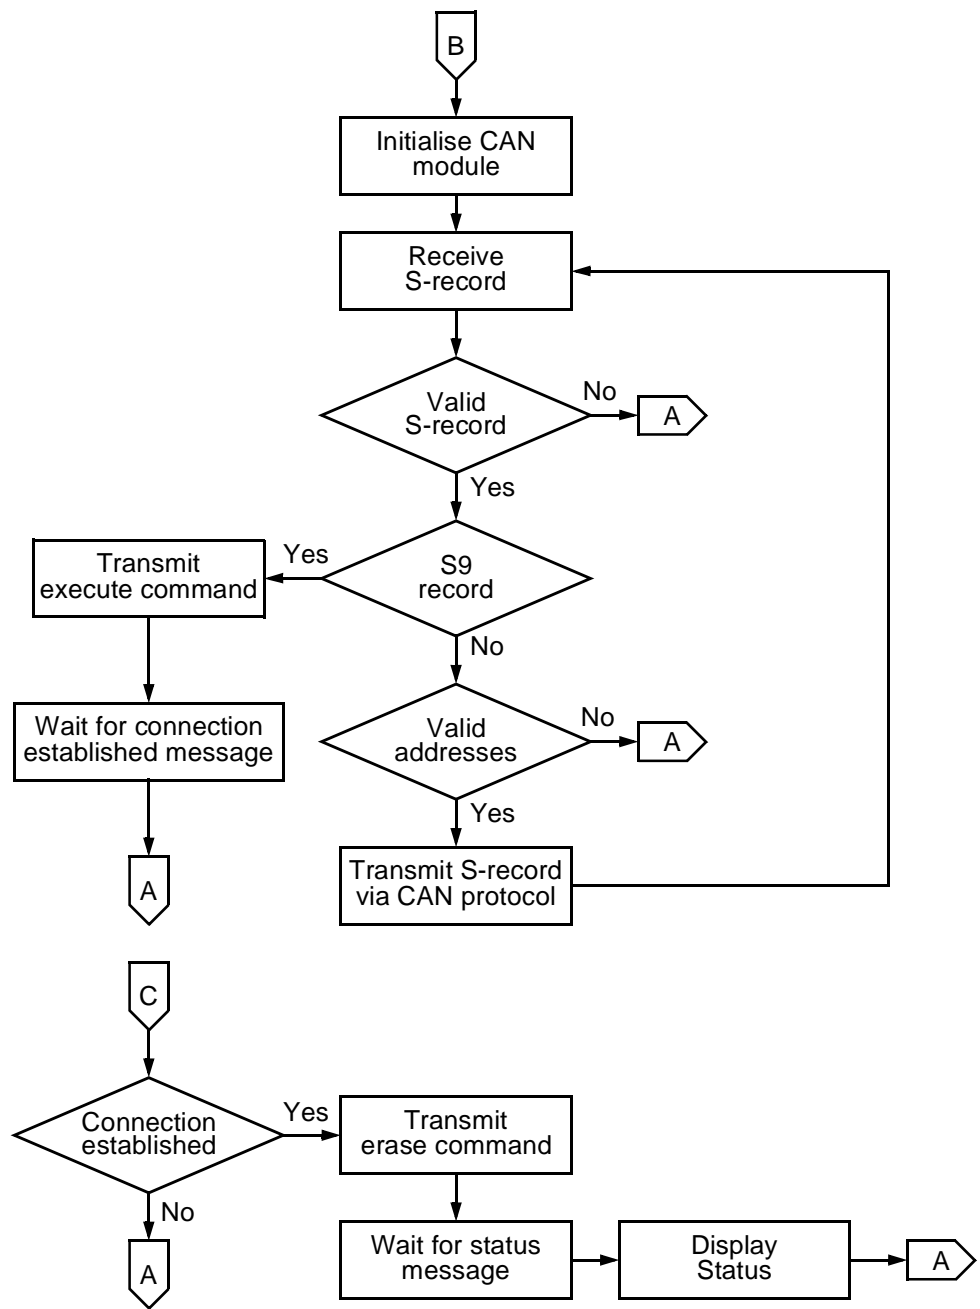 B
Initialise CAN
module
Receive
S-record
Valid
S-record
No
A
Yes
S9
record
Yes
Transmit
execute command
No
Wait for connection
established message
Valid
addresses
No
A
Yes
Transmit S-record
via CAN protocol
A
C
Connection
established
Yes
Transmit
erase command
No
A
Wait for status
message
Display
Status
A